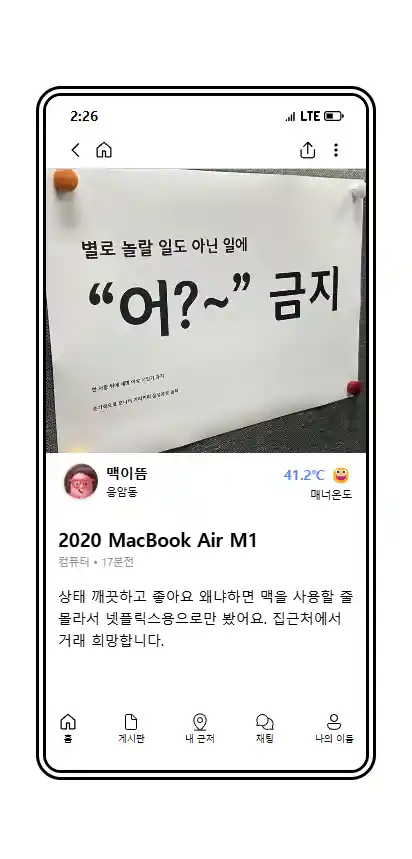 2:26 LTE
별로 놀랄 일도 아닌 일에
“어?~” 금지
맥이뜸 41.2℃
응암동 매너온도
2020 MacBook Air M1
컴퓨터 • 17분전
상태 깨끗하고 좋아요 왜냐하면 맥을 사용할 줄
몰라서 넷플릭스용으로만 봤어요. 집근처에서
거래 희망합니다.
홈 게시판 내 근처 채팅 나의 이듬